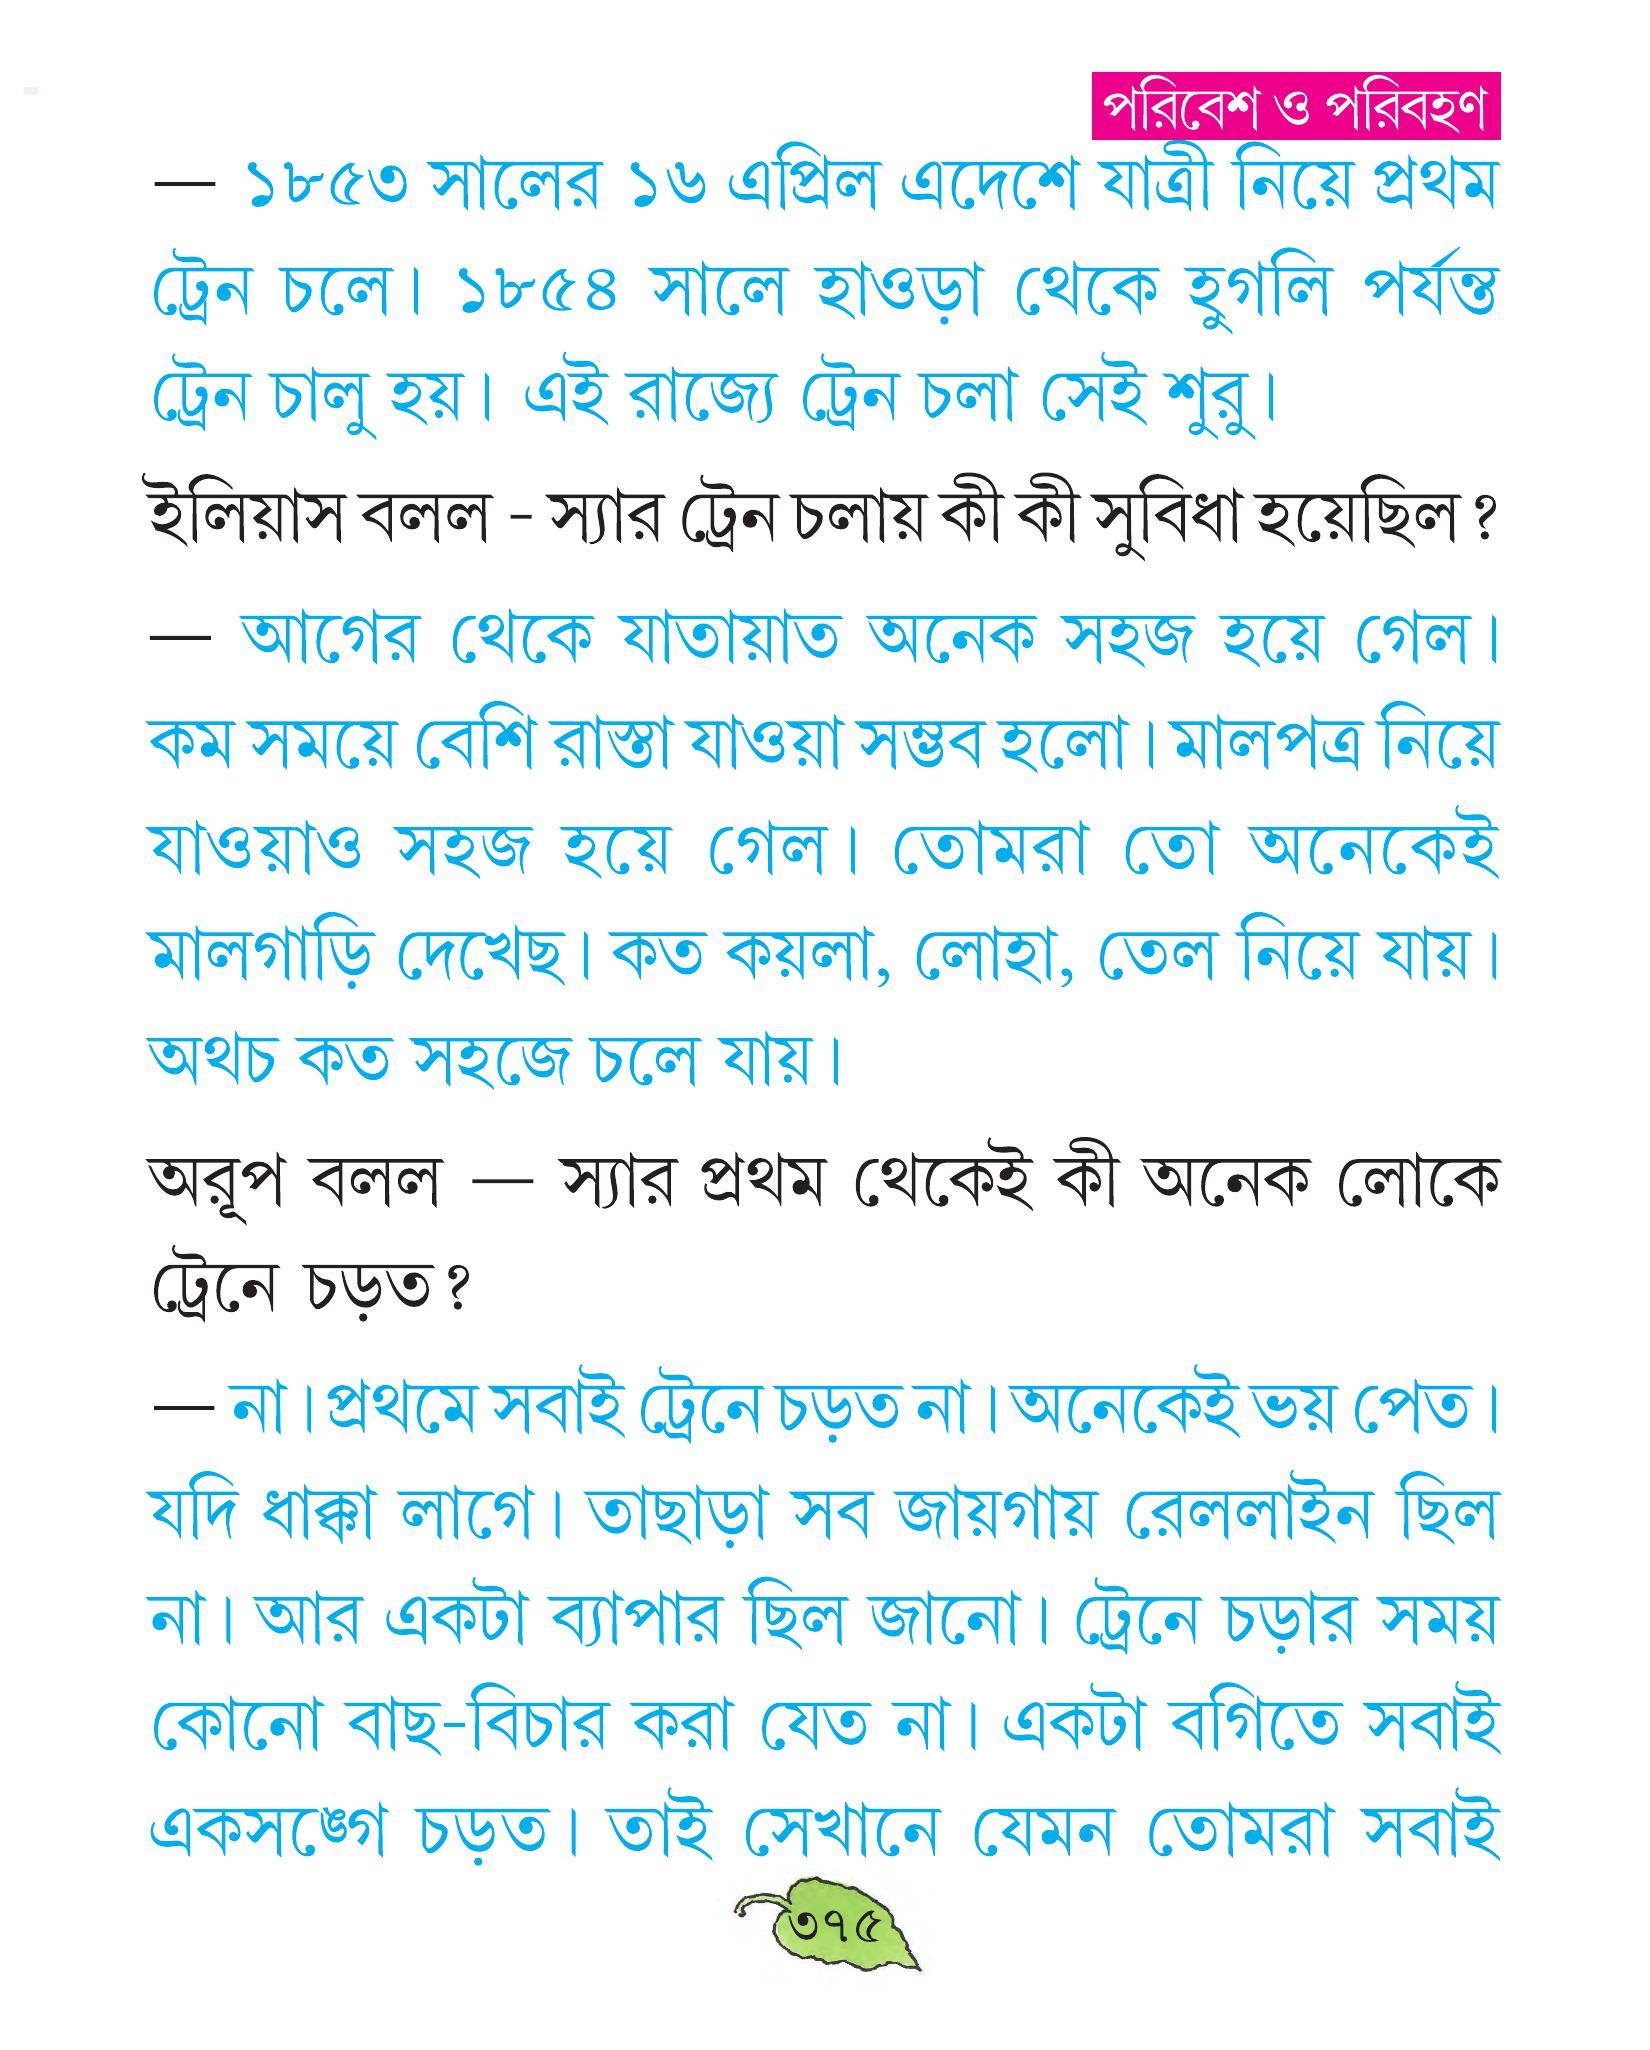 পরিবেশ ও পরিবহণ
— ১৮৫৩ সালের ১৬ এপ্রিল এদেশে যাত্রী নিয়ে প্রথম
ট্রেন চলে। ১৮৫৪ সালে হাওড়া থেকে হুগলি পর্যন্ত
ট্রেন চালু হয়। এই রাজ্যে ট্রেন চলা সেই শুরু।
ইলিয়াস বলল - স্যার ট্রেন চলায় কী কী সুবিধা হয়েছিল?
— আগের থেকে যাতায়াত অনেক সহজ হয়ে গেল।
কম সময়ে বেশি রাস্তা যাওয়া সম্ভব হলো। মালপত্র নিয়ে
যাওয়াও সহজ হয়ে গেল। তোমরা তো অনেকেই
মালগাড়ি দেখেছ। কত কয়লা, লোহা, তেল নিয়ে যায়।
অথচ কত সহজে চলে যায়।
অরূপ বলল — স্যার প্রথম থেকেই কী অনেক লোকে
ট্রেনে চড়ত?
— না। প্রথমে সবাই ট্রেনে চড়ত না। অনেকেই ভয় পেত।
যদি ধাক্কা লাগে। তাছাড়া সব জায়গায় রেললাইন ছিল
না। আর একটা ব্যাপার ছিল জানো। ট্রেনে চড়ার সময়
কোনো বাছ-বিচার করা যেত না। একটা বগিতে সবাই
একসঙ্গে চড়ত। তাই সেখানে যেমন তোমরা সবাই
৩৭৫